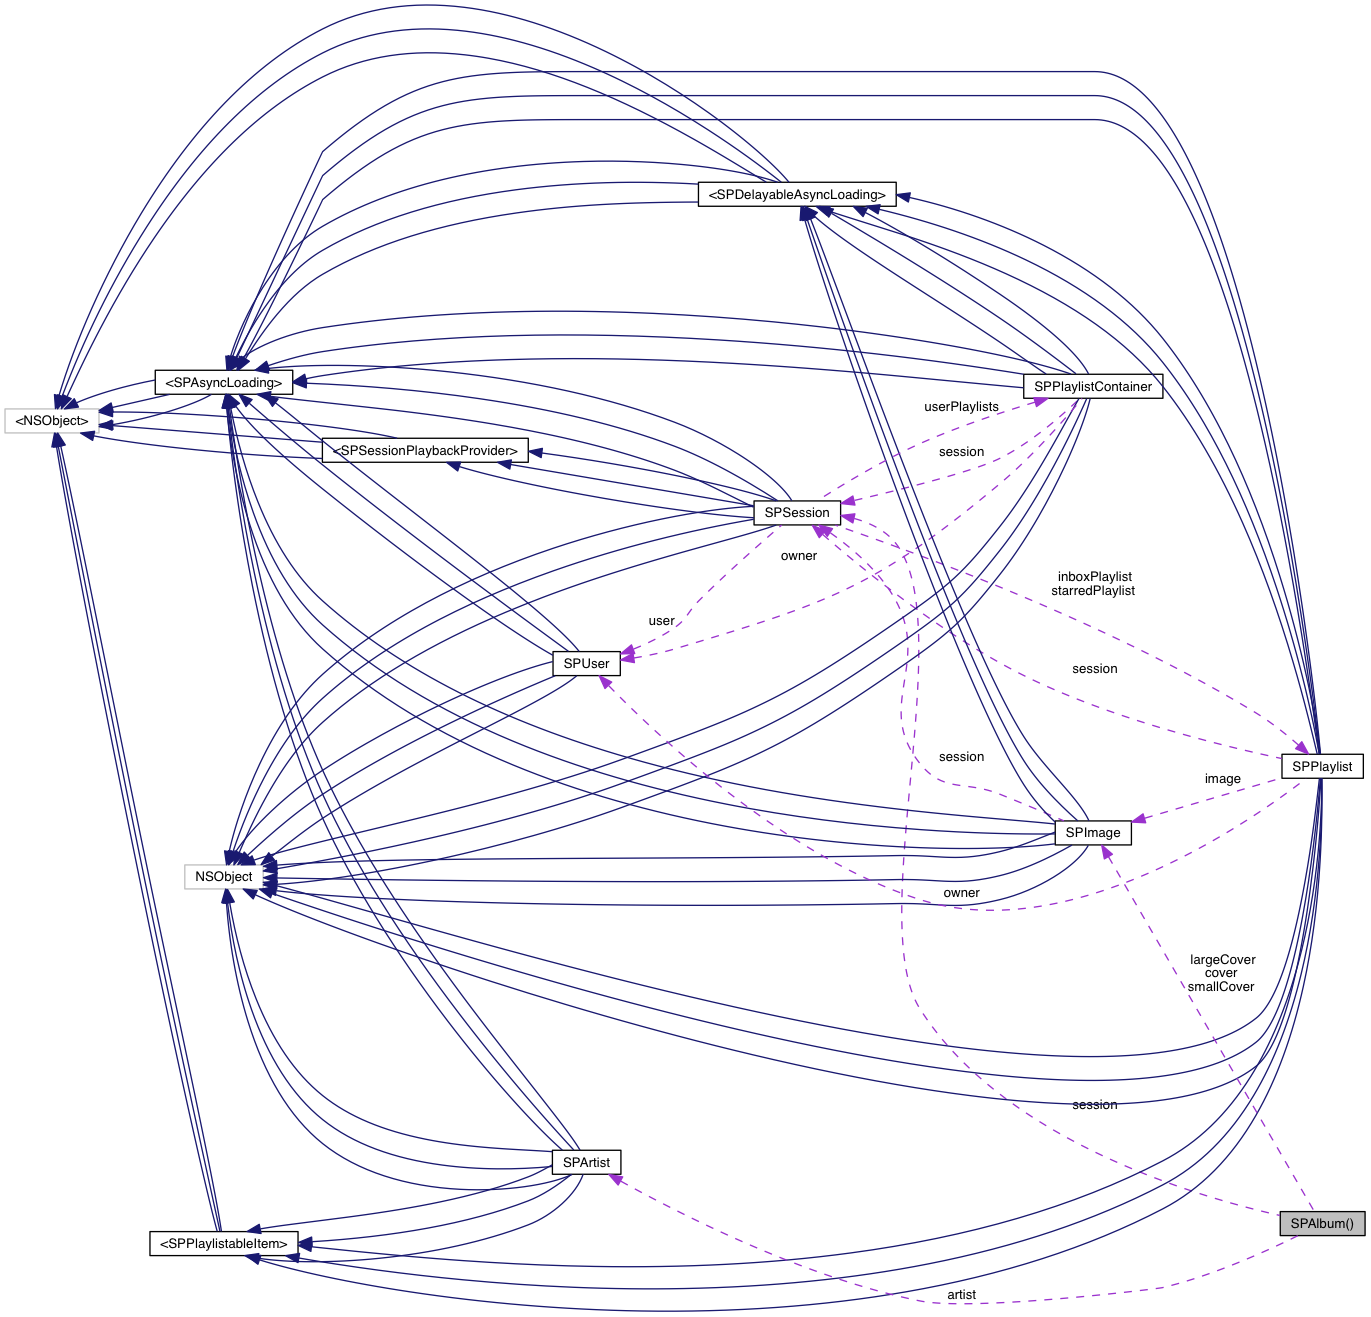 <SPDelayableAsyncLoading>
<SPAsyncLoading>
SPPlaylistContainer
userPlaylists
<NSObject>
<SPSessionPlaybackProvider>
session
SPSession
owner
inboxPlaylist
starredPlaylist
user
SPUser
session
session
SPPlaylist
image
SPImage
NSObject
owner
largeCover
cover
smallCover
session
SPArtist
SPAlbum()
<SPPlaylistableItem>
artist